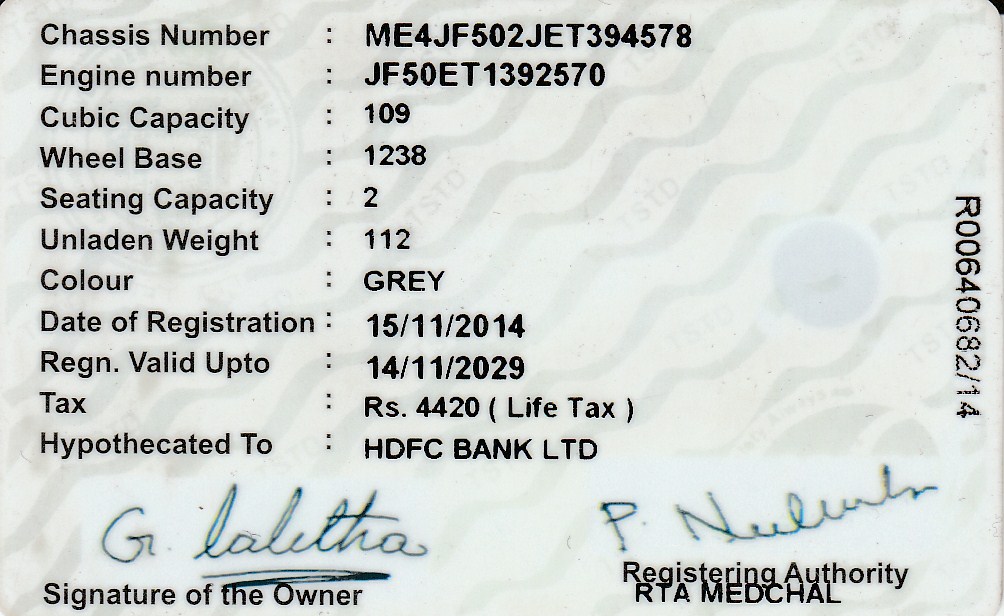 Chassis Number : ME4JF502JET394578
Engine number : JF50ET1392570
Cubic Capacity : 109
Wheel Base : 1238
Seating Capacity : 2
Unladen Weight : 112
Colour : GREY
Date of Registration : 15/11/2014
Regn. Valid Upto : 14/11/2029
Tax : Rs. 4420 ( Life Tax )
Hypothecated To : HDFC BANK LTD
R00640682/14
G. Lalitha
Signature of the Owner
Registering Authority
RTA MEDCHAL